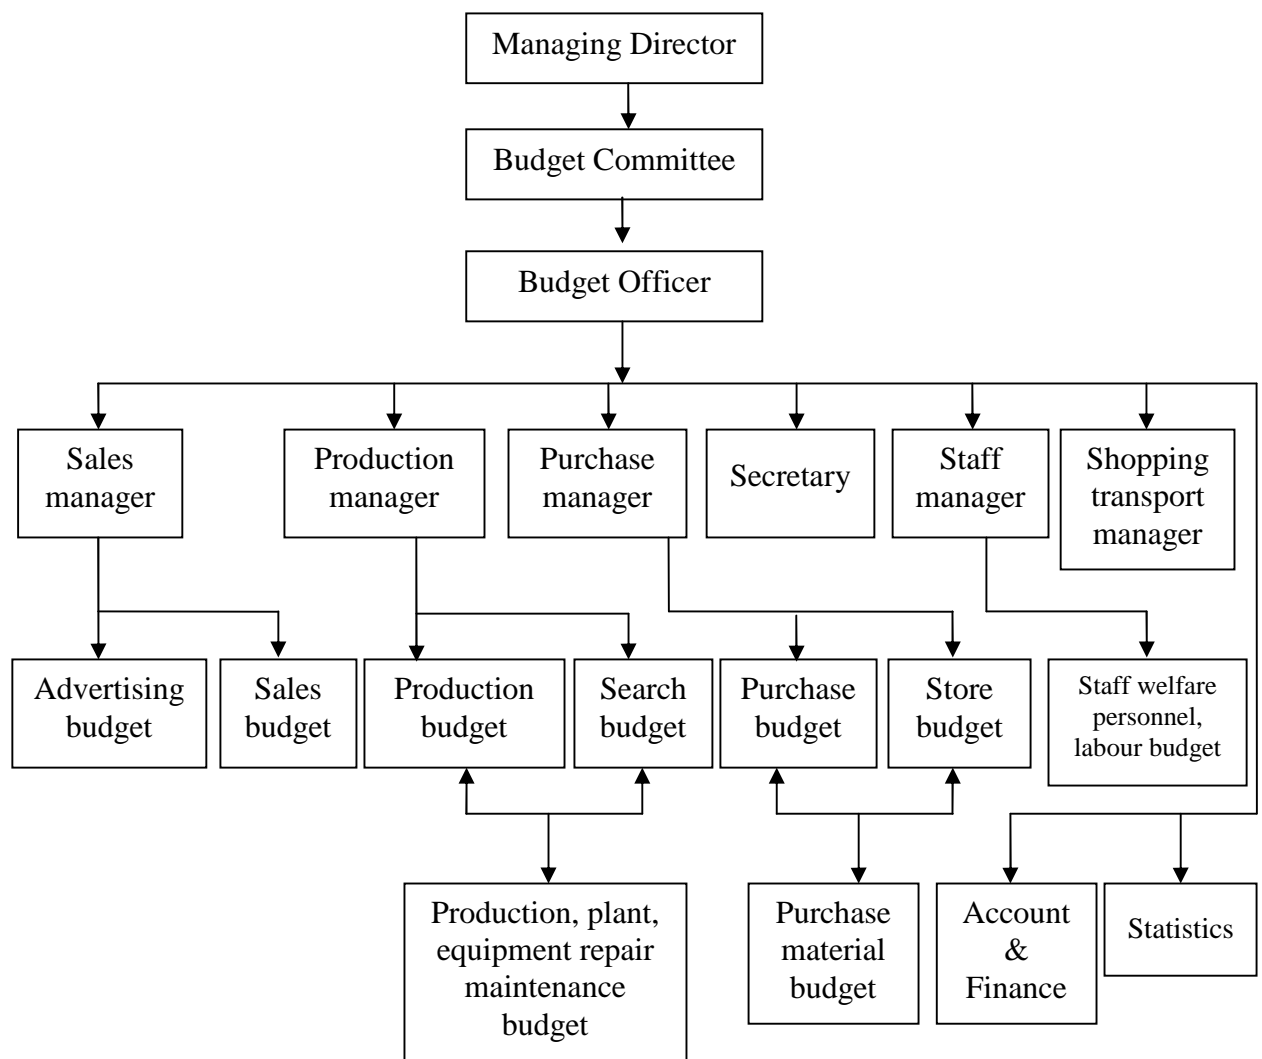 Managing Director
Budget Committee
Budget Officer
Sales
manager
Production
manager
Purchase
manager
Secretary
Staff
manager
Shopping
transport
manager
Advertising
budget
Sales
budget
Production
budget
Search
budget
Purchase
budget
Store
budget
Staff welfare
personnel,
labour budget
Production, plant,
equipment repair
maintenance
budget
Purchase
material
budget
Account
&
Finance
Statistics